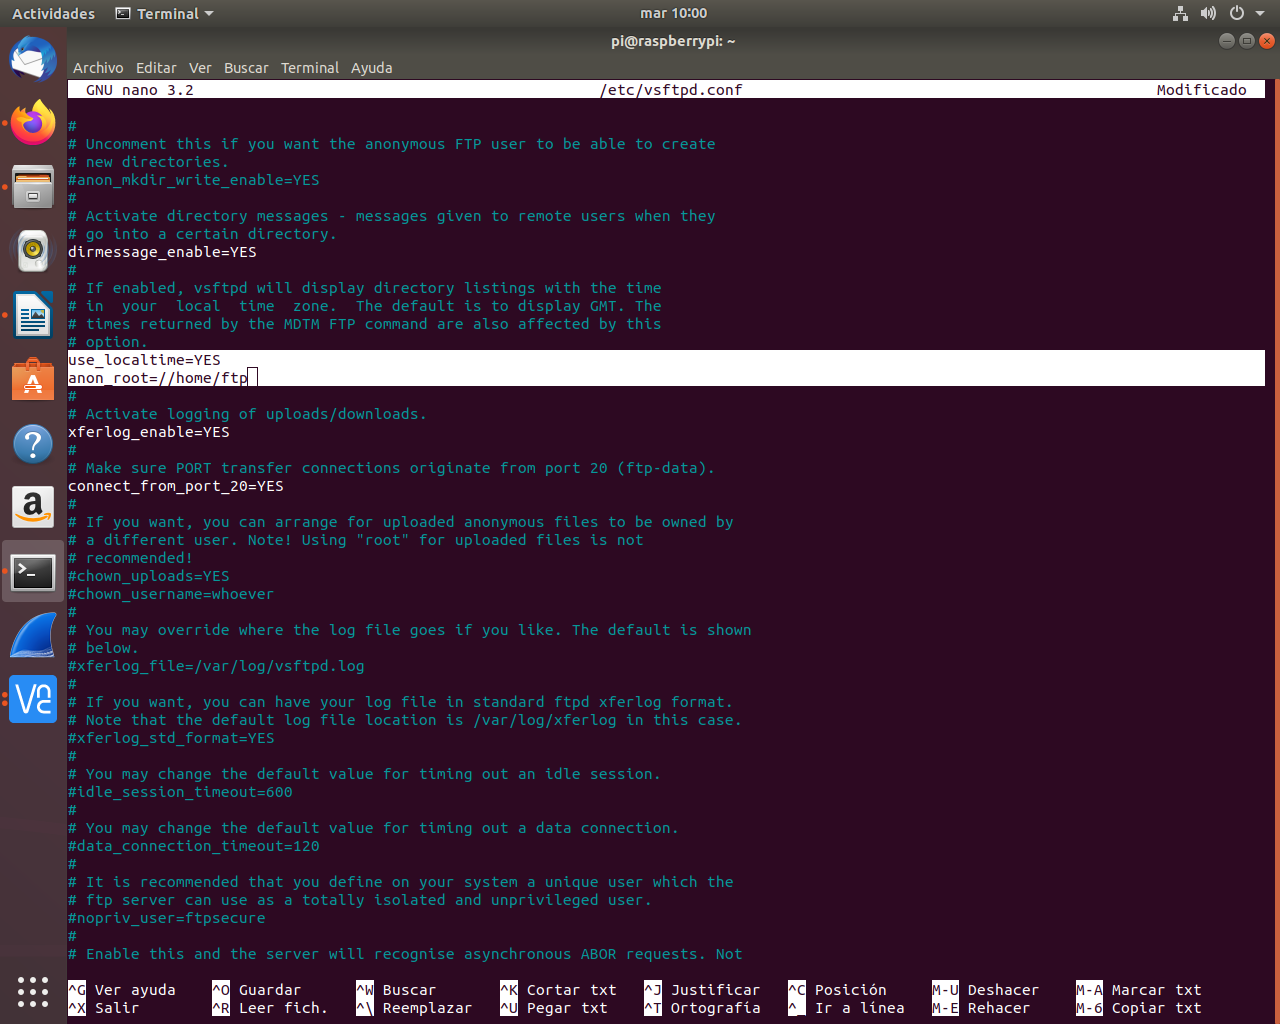 Actividades Terminal mar 10:00
pi@raspberrypi: ~
Archivo Editar Ver Buscar Terminal Ayuda
GNU nano 3.2 /etc/vsftpd.conf Modificado
#
# Uncomment this if you want the anonymous FTP user to be able to create
# new directories.
#anon_mkdir_write_enable=YES
#
# Activate directory messages - messages given to remote users when they
# go into a certain directory.
dirmessage_enable=YES
#
# If enabled, vsftpd will display directory listings with the time
# in  your  local  time  zone.  The default is to display GMT. The
# times returned by the MDTM FTP command are also affected by this
# option.
use_localtime=YES
anon_root=//home/ftp
#
# Activate logging of uploads/downloads.
xferlog_enable=YES
#
# Make sure PORT transfer connections originate from port 20 (ftp-data).
connect_from_port_20=YES
#
# If you want, you can arrange for uploaded anonymous files to be owned by
# a different user. Note! Using "root" for uploaded files is not
# recommended!
#chown_uploads=YES
#chown_username=whoever
#
# You may override where the log file goes if you like. The default is shown
# below.
#xferlog_file=/var/log/vsftpd.log
#
# If you want, you can have your log file in standard ftpd xferlog format.
# Note that the default log file location is /var/log/xferlog in this case.
#xferlog_std_format=YES
#
# You may change the default value for timing out an idle session.
#idle_session_timeout=600
#
# You may change the default value for timing out a data connection.
#data_connection_timeout=120
#
# It is recommended that you define on your system a unique user which the
# ftp server can use as a totally isolated and unprivileged user.
#nopriv_user=ftpsecure
#
# Enable this and the server will recognise asynchronous ABOR requests. Not
^G Ver ayuda ^O Guardar ^W Buscar ^K Cortar txt ^J Justificar ^C Posición M-U Deshacer M-A Marcar txt
^X Salir ^R Leer fich. ^\ Reemplazar ^U Pegar txt ^T Ortografía ^_ Ir a línea M-E Rehacer M-6 Copiar txt